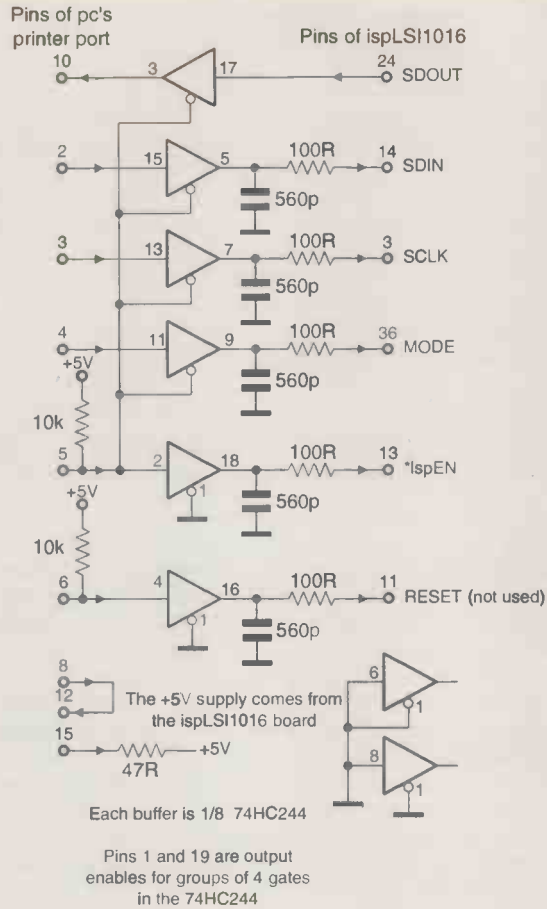 Pins of pc's
printer port
Pins of ispLSI1016
10 3 17 24 SDOUT
2 15 5 100R 14 SDIN
560p
3 13 7 100R 3 SCLK
560p
4 11 9 100R 36 MODE
+5V
560p
10k
5 2 18 100R 13 *IspEN
1
+5V
560p
10k
6 4 16 100R 11 RESET (not used)
1
560p
8
12
The +5V supply comes from
the ispLSI1016 board
15 +5V
47R
6
1
8
1
Each buffer is 1/8 74HC244
Pins 1 and 19 are output
enables for groups of 4 gates
in the 74HC244